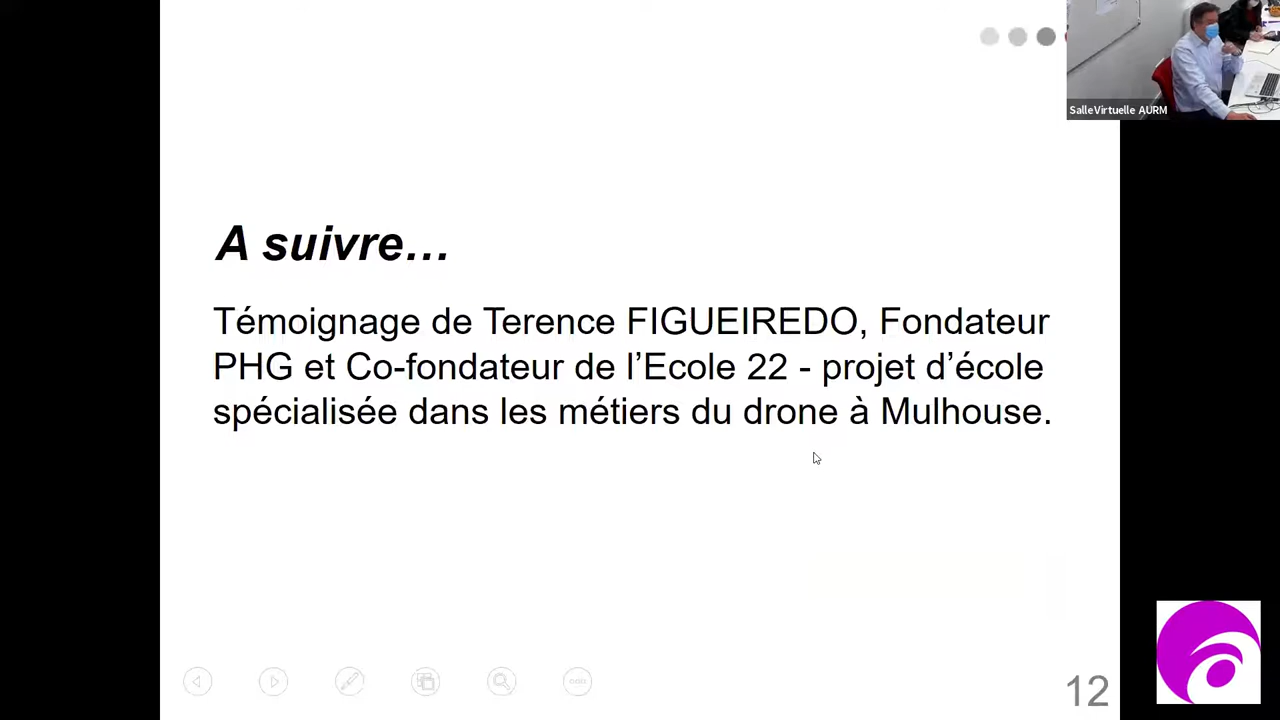 SalleVirtuelle AURM
A suivre…
Témoignage de Terence FIGUEIREDO, Fondateur
PHG et Co-fondateur de l’Ecole 22 - projet d’école
spécialisée dans les métiers du drone à Mulhouse.
12